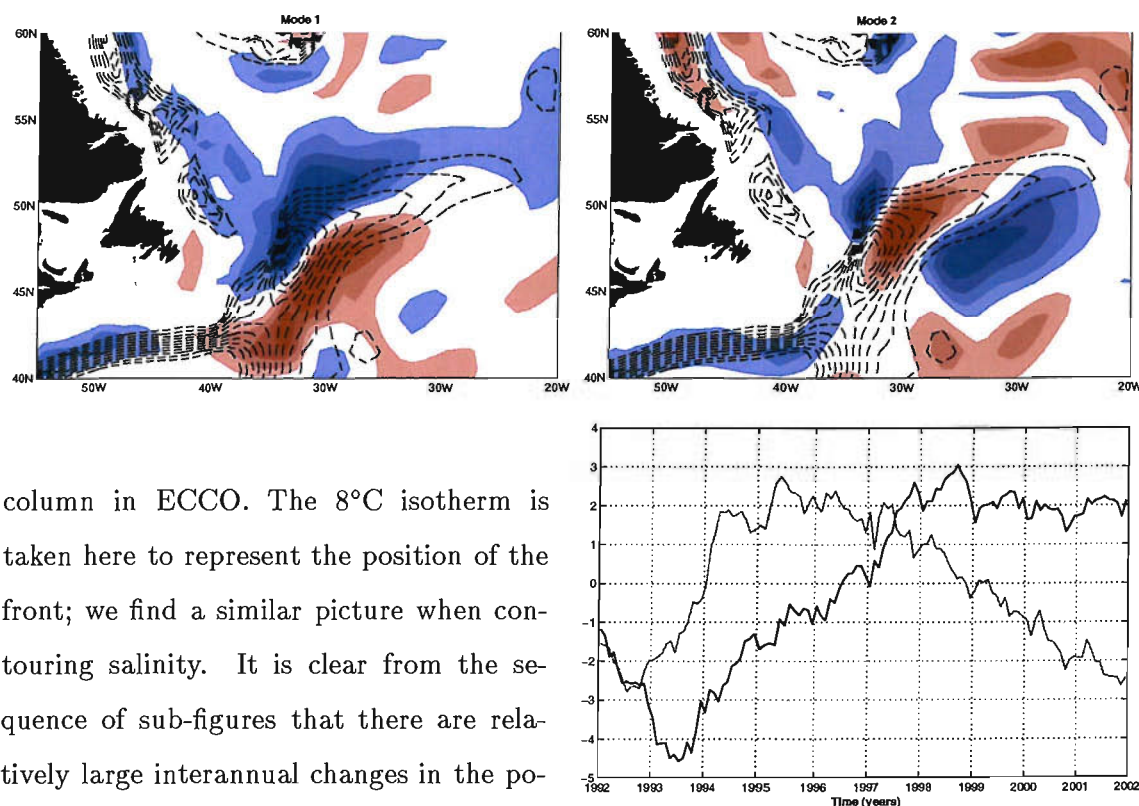 Mode 1
Mode 2
60N
55N
50N
45N
40N
50W
40W
30W
20W
60N
55N
50N
45N
40N
50W
40W
30W
30W
20W
column in ECCO. The 8°C isotherm is
taken here to represent the position of the
front; we find a similar picture when con-
touring salinity. It is clear from the se-
quence of sub-figures that there are rela-
tively large interannual changes in the po-
4
3
2
1
0
-1
-2
-3
-4
-5
1992 1993 1994 1995 1996 1997 1998 1999 2000 2001 2002
Time (years)